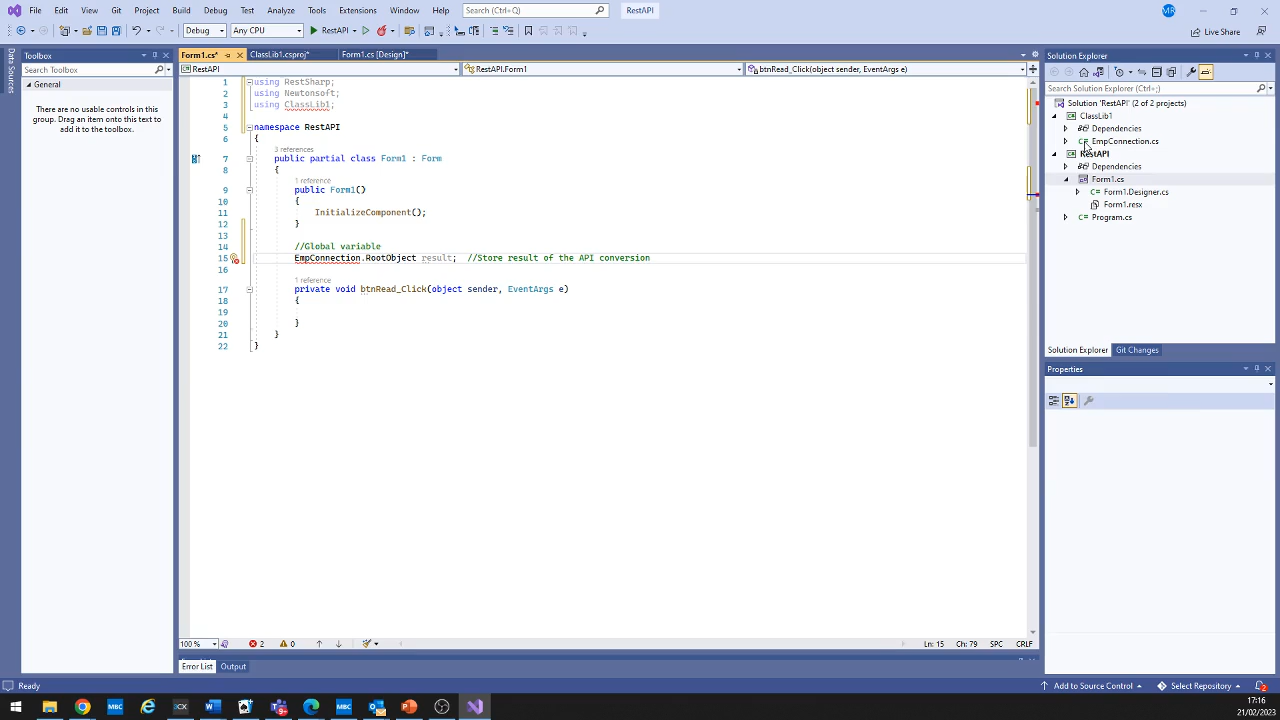 File Edit View Git Project Build Debug Test Analyze Tools Extensions Window Help Search (Ctrl+Q) RestAPI MR
Debug Any CPU RestAPI Live Share
Data Sources
Toolbox
Search Toolbox
General
There are no usable controls in this
group. Drag an item onto this text to
add it to the toolbox.
Form1.cs* ClassLib1.csproj* Form1.cs [Design]*
RestAPI RestAPI.Form1 btnRead_Click(object sender, EventArgs e)
1 using RestSharp;
2 using Newtonsoft;
3 using ClassLib1;
4
5 namespace RestAPI
6 {
3 references
7 public partial class Form1 : Form
8 {
1 reference
9 public Form1()
10 {
11 InitializeComponent();
12 }
13
14 //Global variable
15 EmpConnection.RootObject result; //Store result of the API conversion
16
1 reference
17 private void btnRead_Click(object sender, EventArgs e)
18 {
19
20 }
21 }
22 }
100 % 2 0 Ln: 15 Ch: 79 SPC CRLF
Error List Output
Solution Explorer
Search Solution Explorer (Ctrl+;)
Solution 'RestAPI' (2 of 2 projects)
ClassLib1
Dependencies
C# EmpConnection.cs
RestAPI
Dependencies
Form1.cs
C# Form1.Designer.cs
Form1.resx
C# Program.cs
Solution Explorer Git Changes
Properties
Ready Add to Source Control Select Repository 2
MBC CX MBC 17:16
21/02/2023